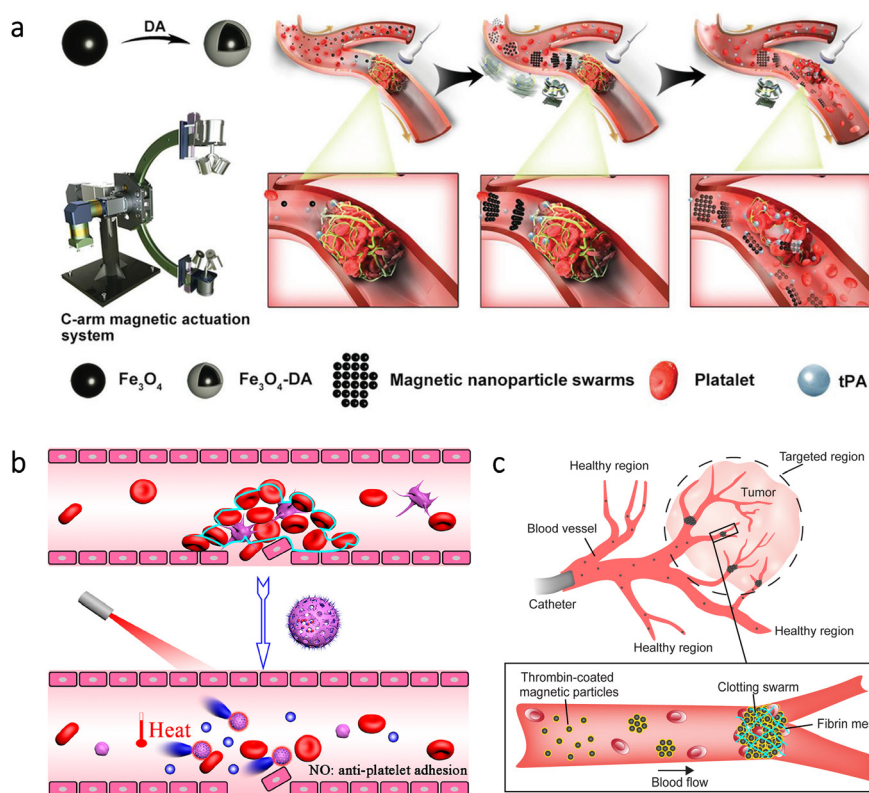 a
DA
C-arm magnetic actuation
system
Fe₃O₄
Fe₃O₄-DA
Magnetic nanoparticle swarms
Platalet
tPA
b
Heat
NO: anti-platelet adhesion
c
Healthy region
Targeted region
Tumor
Blood vessel
Catheter
Healthy region
Healthy region
Thrombin-coated
magnetic particles
Clotting swarm
Fibrin me
Blood flow